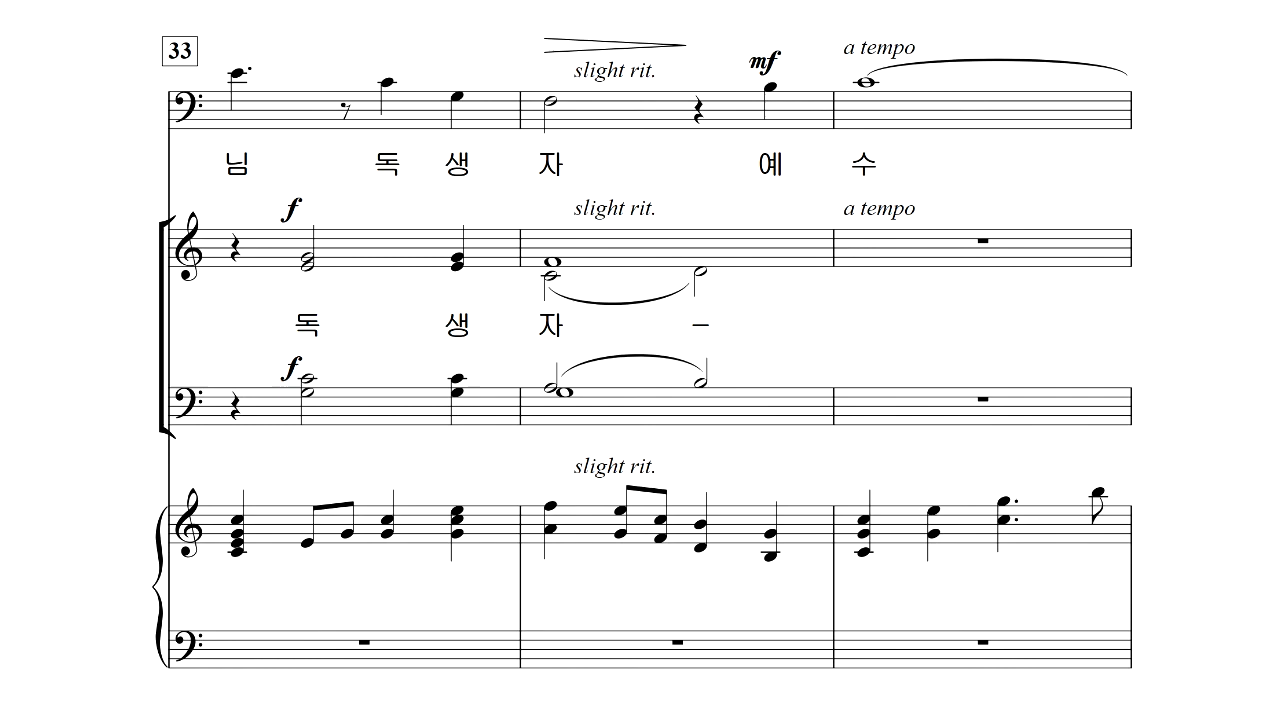 33
slight rit.
mf
a tempo
님 독 생 자 예 수
f
slight rit.
a tempo
독 생 자 –
f
slight rit.